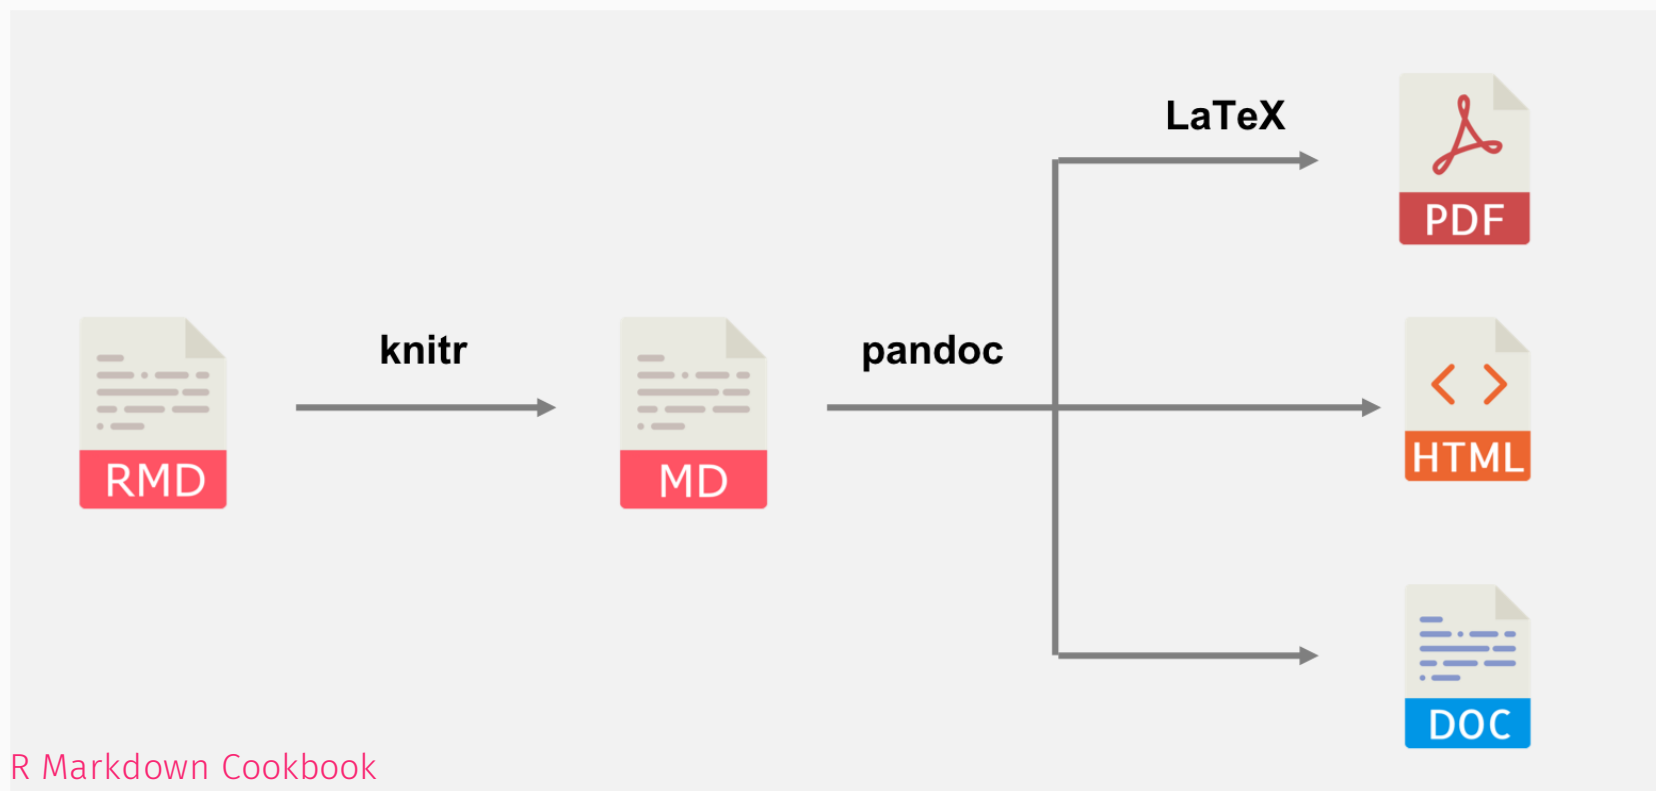 LaTeX
PDF
knitr
pandoc
RMD
MD
HTML
DOC
R Markdown Cookbook